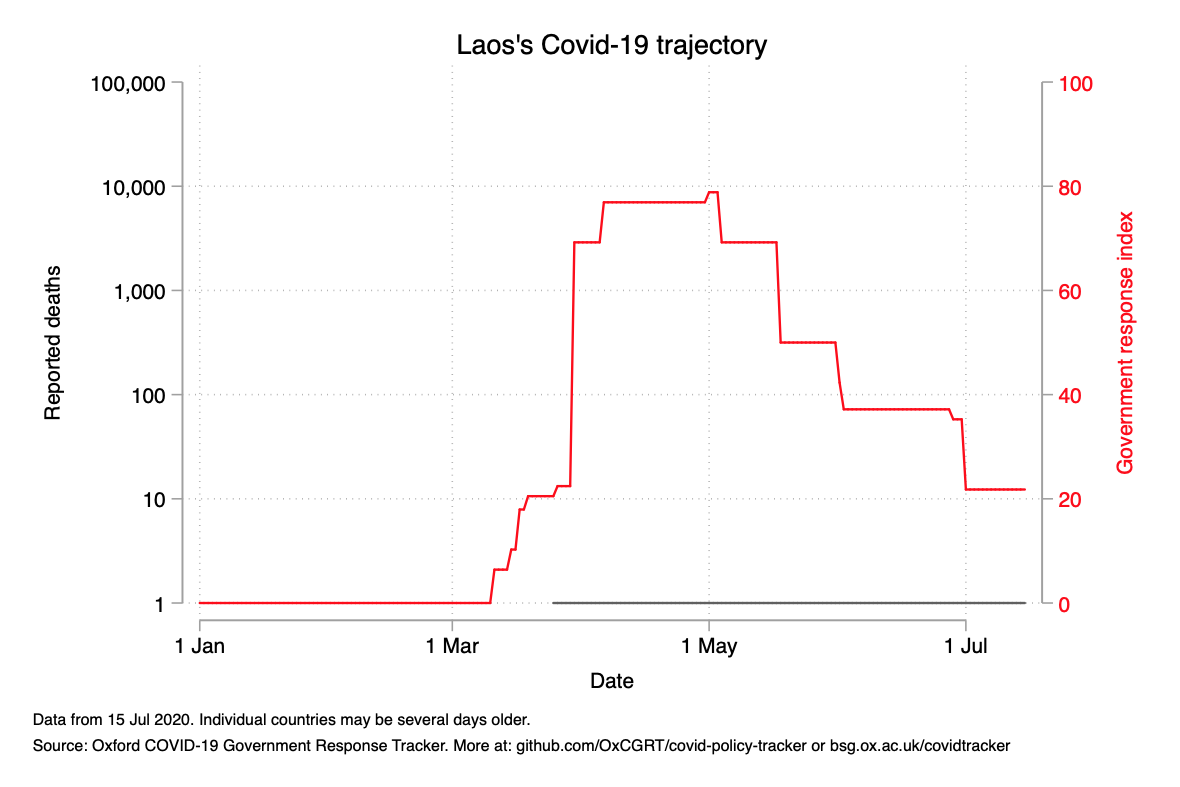 Laos's Covid-19 trajectory
100,000
10,000
1,000
100
10
1
Reported deaths
100
80
60
40
20
0
Government response index
1 Jan
1 Mar
1 May
1 Jul
Date
Data from 15 Jul 2020. Individual countries may be several days older.
Source: Oxford COVID-19 Government Response Tracker. More at: github.com/OxCGRT/covid-policy-tracker or bsg.ox.ac.uk/covidtracker